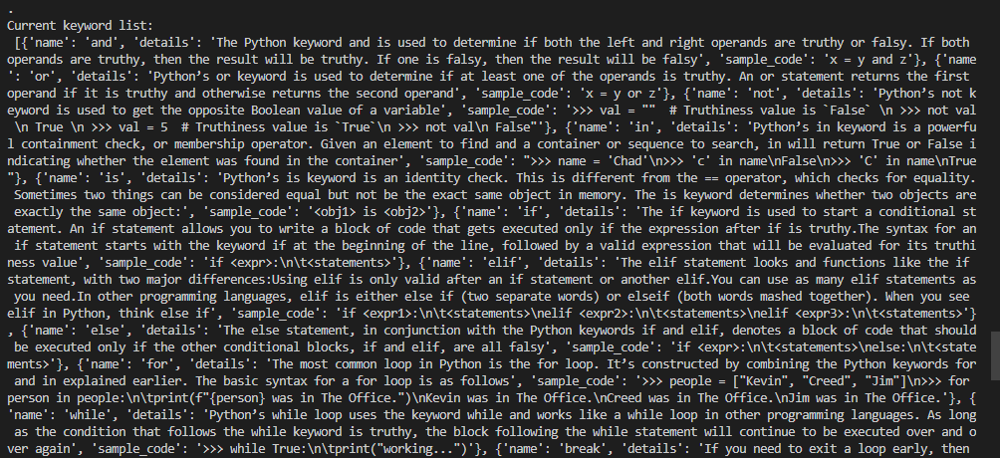 .
Current keyword list:
 [{'name': 'and', 'details': 'The Python keyword and is used to determine if both the left and right operands are truthy or falsy. If both
operands are truthy, then the result will be truthy. If one is falsy, then the result will be falsy', 'sample_code': 'x = y and z'}, {'name
': 'or', 'details': 'Python’s or keyword is used to determine if at least one of the operands is truthy. An or statement returns the first
operand if it is truthy and otherwise returns the second operand', 'sample_code': 'x = y or z'}, {'name': 'not', 'details': 'Python’s not k
eyword is used to get the opposite Boolean value of a variable', 'sample_code': '>>> val = ""  # Truthiness value is `False` \n >>> not val
 \n True \n >>> val = 5  # Truthiness value is `True`\n >>> not val\n False"'}, {'name': 'in', 'details': 'Python’s in keyword is a powerfu
l containment check, or membership operator. Given an element to find and a container or sequence to search, in will return True or False i
ndicating whether the element was found in the container', 'sample_code': ">>> name = 'Chad'\n>>> 'c' in name\nFalse\n>>> 'C' in name\nTrue
"}, {'name': 'is', 'details': 'Python’s is keyword is an identity check. This is different from the == operator, which checks for equality.
 Sometimes two things can be considered equal but not be the exact same object in memory. The is keyword determines whether two objects are
 exactly the same object:', 'sample_code': '<obj1> is <obj2>'}, {'name': 'if', 'details': 'The if keyword is used to start a conditional st
atement. An if statement allows you to write a block of code that gets executed only if the expression after if is truthy.The syntax for an
 if statement starts with the keyword if at the beginning of the line, followed by a valid expression that will be evaluated for its truthi
ness value', 'sample_code': 'if <expr>:\n\t<statements>'}, {'name': 'elif', 'details': 'The elif statement looks and functions like the if
statement, with two major differences:Using elif is only valid after an if statement or another elif.You can use as many elif statements as
 you need.In other programming languages, elif is either else if (two separate words) or elseif (both words mashed together). When you see
elif in Python, think else if', 'sample_code': 'if <expr1>:\n\t<statements>\nelif <expr2>:\n\t<statements>\nelif <expr3>:\n\t<statements>'}
, {'name': 'else', 'details': 'The else statement, in conjunction with the Python keywords if and elif, denotes a block of code that should
 be executed only if the other conditional blocks, if and elif, are all falsy', 'sample_code': 'if <expr>:\n\t<statements>\nelse:\n\t<state
ments>'}, {'name': 'for', 'details': 'The most common loop in Python is the for loop. It’s constructed by combining the Python keywords for
 and in explained earlier. The basic syntax for a for loop is as follows', 'sample_code': '>>> people = ["Kevin", "Creed", "Jim"]\n>>> for
person in people:\n\tprint(f"{person} was in The Office.")\nKevin was in The Office.\nCreed was in The Office.\nJim was in The Office.'}, {
'name': 'while', 'details': 'Python’s while loop uses the keyword while and works like a while loop in other programming languages. As long
 as the condition that follows the while keyword is truthy, the block following the while statement will continue to be executed over and o
ver again', 'sample_code': '>>> while True:\n\tprint("working...")'}, {'name': 'break', 'details': 'If you need to exit a loop early, then